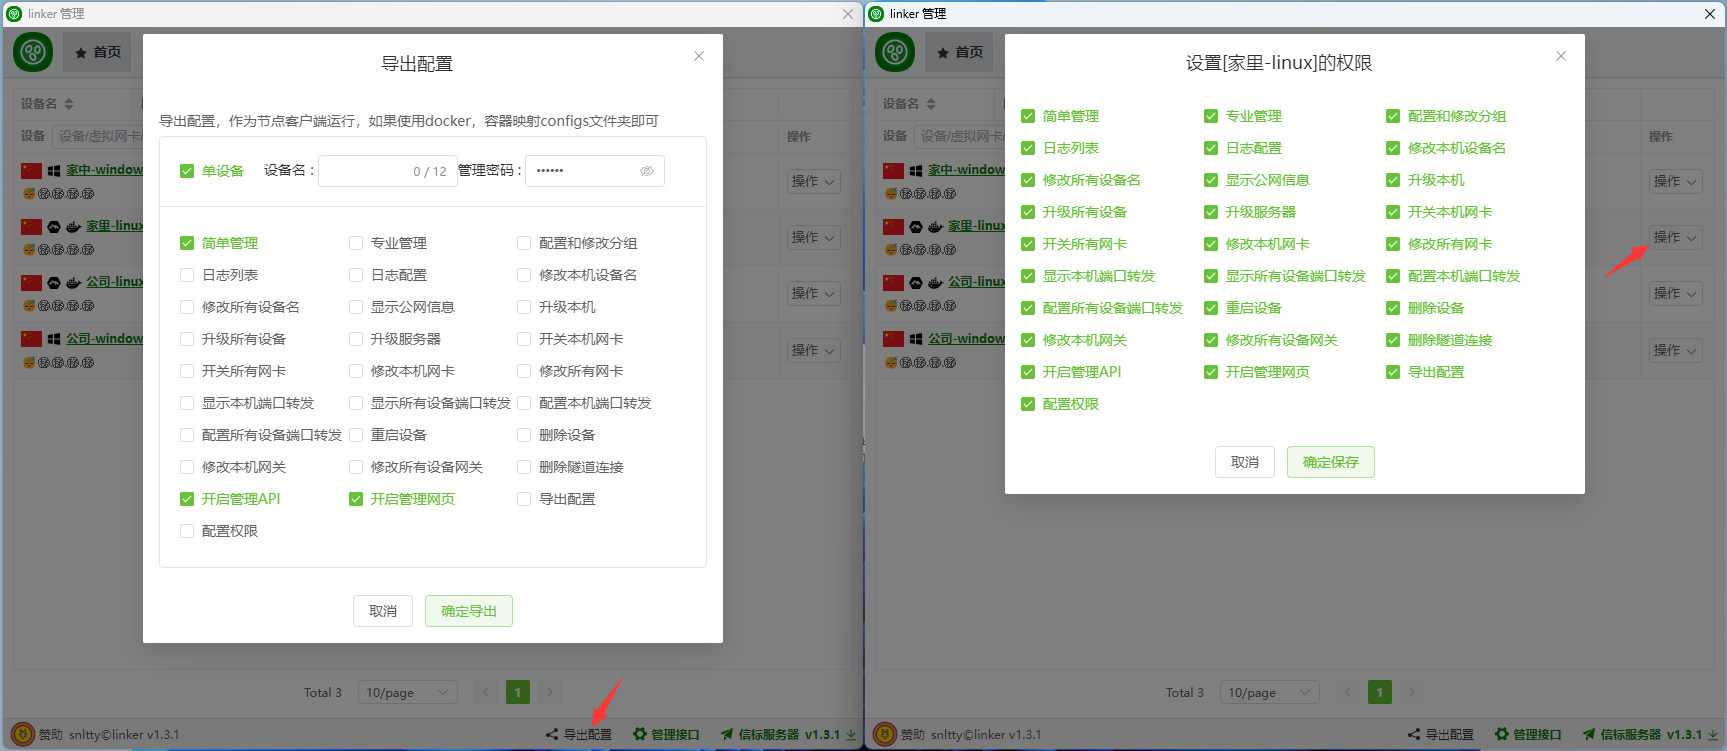 linker 管理
首页
导出配置
设备名
导出配置，作为节点客户端运行，如果使用docker，容器映射configs文件夹即可
设备
设备/虚拟网卡/
操作
单设备
设备名 :
0 / 12
管理密码 :
••••••
家中-window
操作
家里-linux
操作
公司-linux
操作
公司-window
操作
简单管理
专业管理
配置和修改分组
日志列表
日志配置
修改本机设备名
修改所有设备名
显示公网信息
升级本机
升级所有设备
升级服务器
开关本机网卡
开关所有网卡
修改本机网卡
修改所有网卡
显示本机端口转发
显示所有设备端口转发
配置本机端口转发
配置所有设备端口转发
重启设备
删除设备
修改本机网关
修改所有设备网关
删除隧道连接
开启管理API
开启管理网页
导出配置
配置权限
取消
确定导出
Total 3
10/page
1
赞助 snltty©linker v1.3.1
导出配置
管理接口
信标服务器 v1.3.1
linker 管理
首页
设置[家里-linux]的权限
设备名
设备
设备/虚拟网卡/
操作
家中-window
操作
家里-linux
操作
公司-linux
操作
公司-window
操作
简单管理
专业管理
配置和修改分组
日志列表
日志配置
修改本机设备名
修改所有设备名
显示公网信息
升级本机
升级所有设备
升级服务器
开关本机网卡
开关所有网卡
修改本机网卡
修改所有网卡
显示本机端口转发
显示所有设备端口转发
配置本机端口转发
配置所有设备端口转发
重启设备
删除设备
修改本机网关
修改所有设备网关
删除隧道连接
开启管理API
开启管理网页
导出配置
配置权限
取消
确定保存
Total 3
10/page
1
赞助 snltty©linker v1.3.1
导出配置
管理接口
信标服务器 v1.3.1